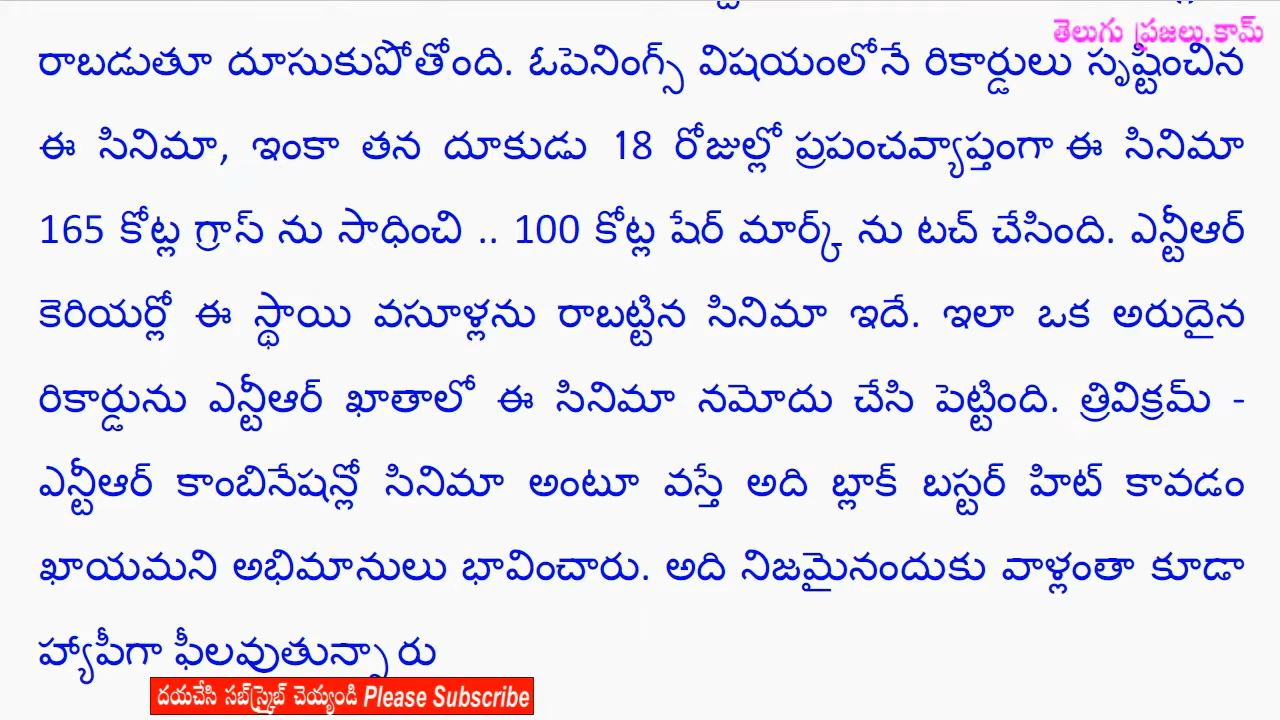 తెలుగు ప్రజలు.కామ్
రాబడుతూ దూసుకుపోతోంది. ఓపెనింగ్స్ విషయంలోనే రికార్డులు సృష్టించిన
ఈ సినిమా, ఇంకా తన దూకుడు 18 రోజుల్లో ప్రపంచవ్యాప్తంగా ఈ సినిమా
165 కోట్ల గ్రాస్ ను సాధించి .. 100 కోట్ల షేర్ మార్క్ ను టచ్ చేసింది. ఎన్టీఆర్
కెరియర్లో ఈ స్థాయి వసూళ్లను రాబట్టిన సినిమా ఇదే. ఇలా ఒక అరుదైన
రికార్డును ఎన్టీఆర్ ఖాతాలో ఈ సినిమా నమోదు చేసి పెట్టింది. త్రివిక్రమ్ -
ఎన్టీఆర్ కాంబినేషన్లో సినిమా అంటూ వస్తే అది బ్లాక్ బస్టర్ హిట్ కావడం
ఖాయమని అభిమానులు భావించారు. అది నిజమైనందుకు వాళ్లంతా కూడా
హ్యాపీగా ఫీలవుతున్నారు
దయచేసి సబ్‌స్క్రైబ్ చెయ్యండి Please Subscribe